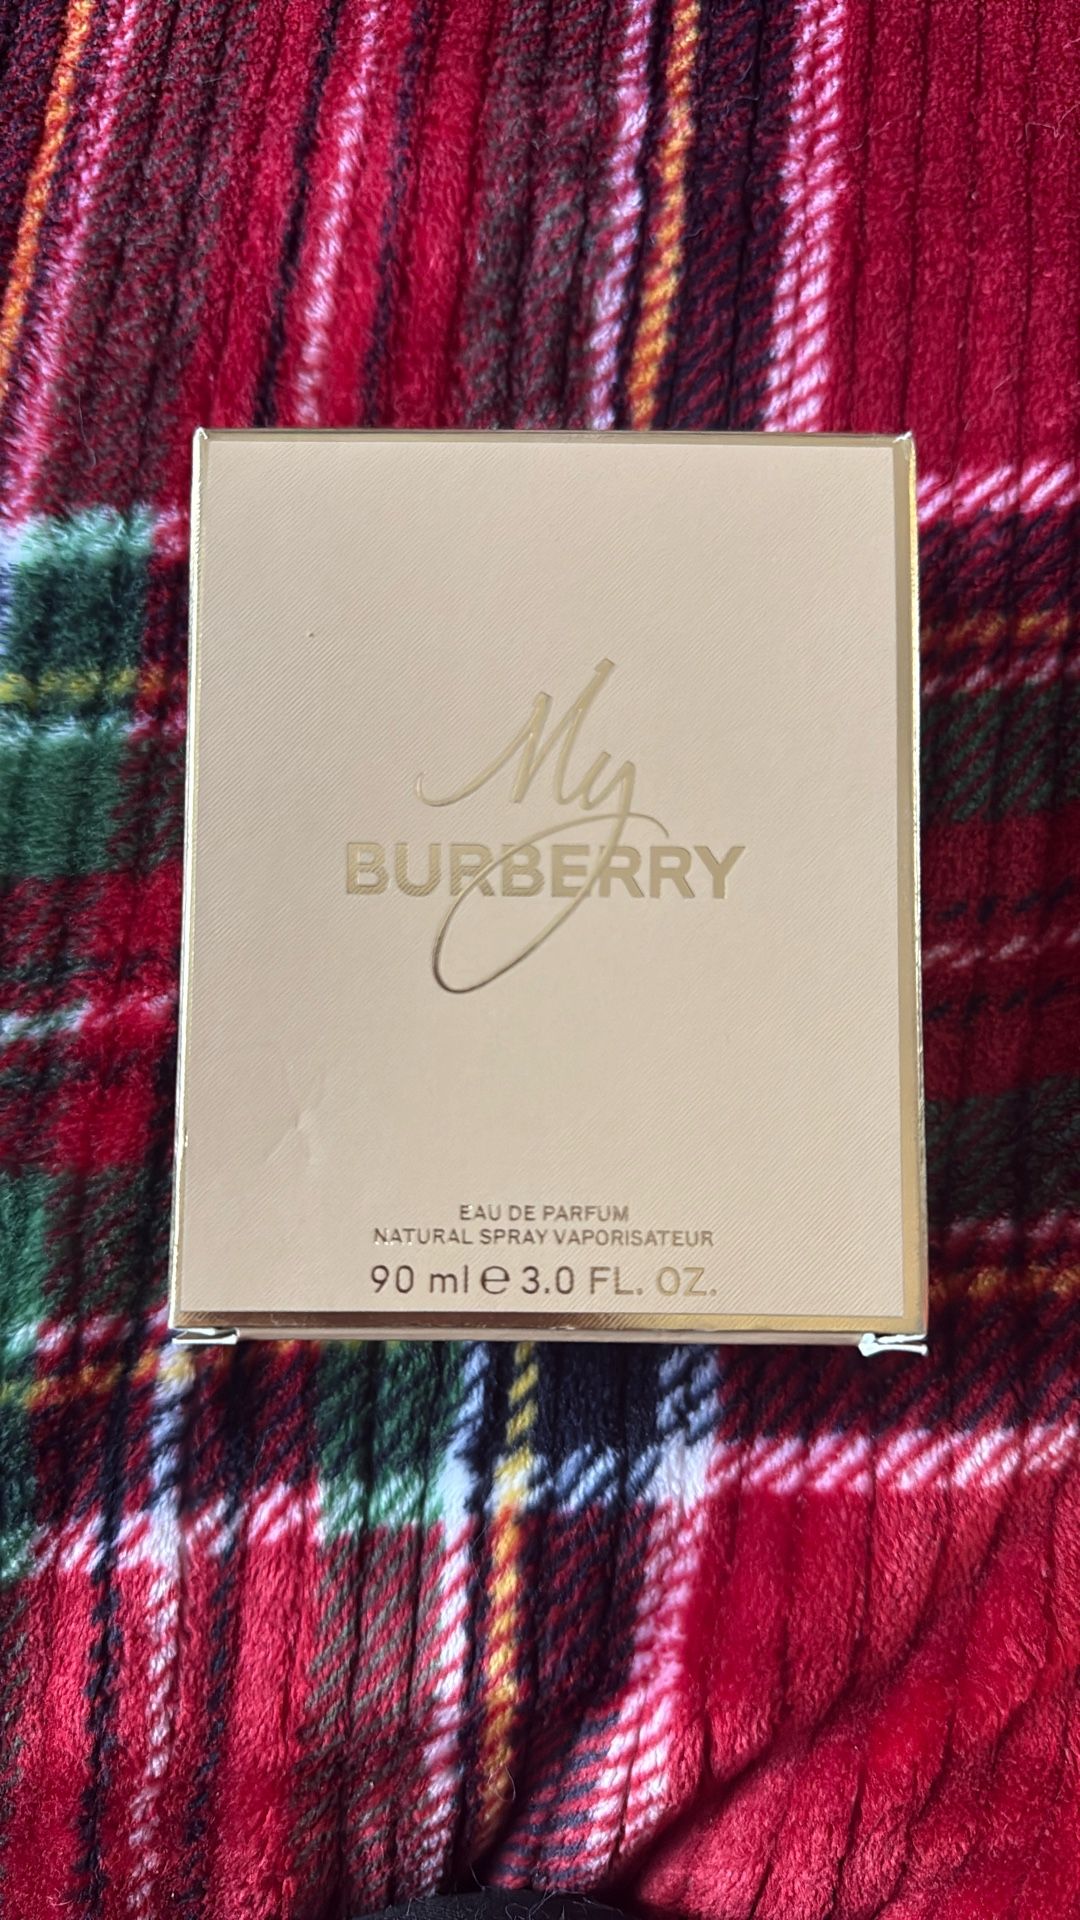 My
BURBERRY
EAU DE PARFUM
NATURAL SPRAY VAPORISATEUR
90 ml ℮ 3.0 FL. OZ.